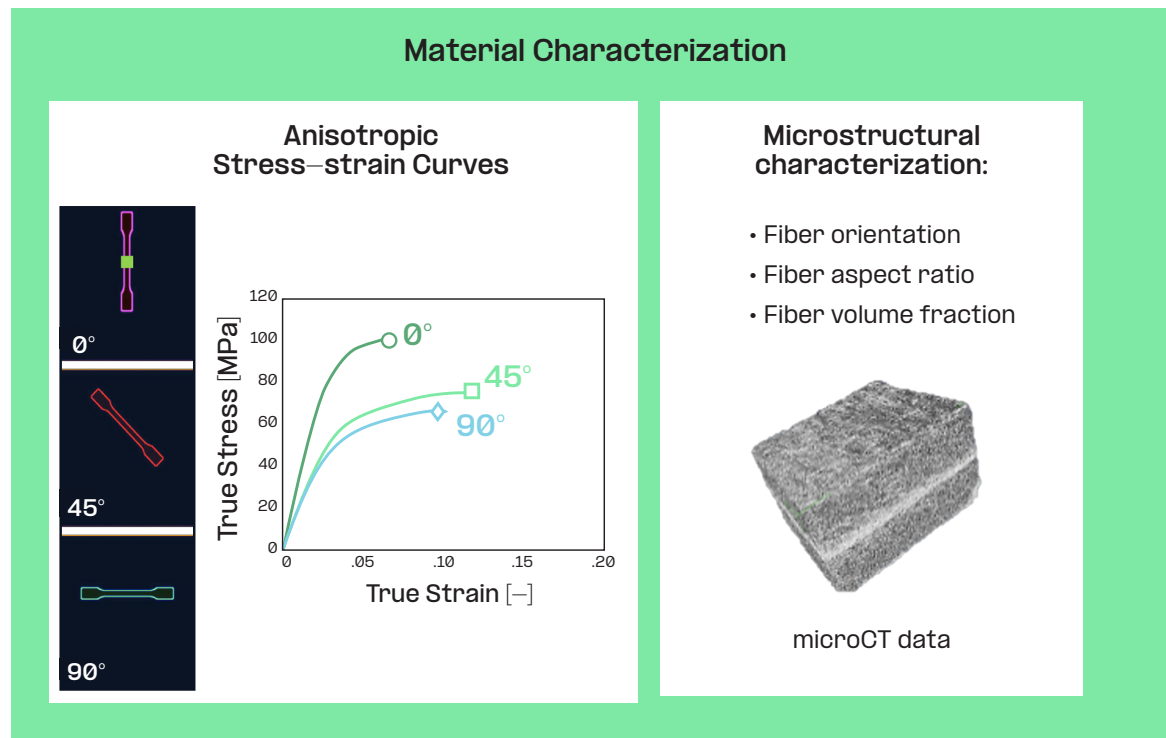 Material Characterization
Anisotropic
Stress–strain Curves
0°
45°
90°
True Stress [MPa]
120
100
80
60
40
20
0
0°
45°
90°
0
.05
.10
.15
.20
True Strain [–]
Microstructural
characterization:
• Fiber orientation
• Fiber aspect ratio
• Fiber volume fraction
microCT data